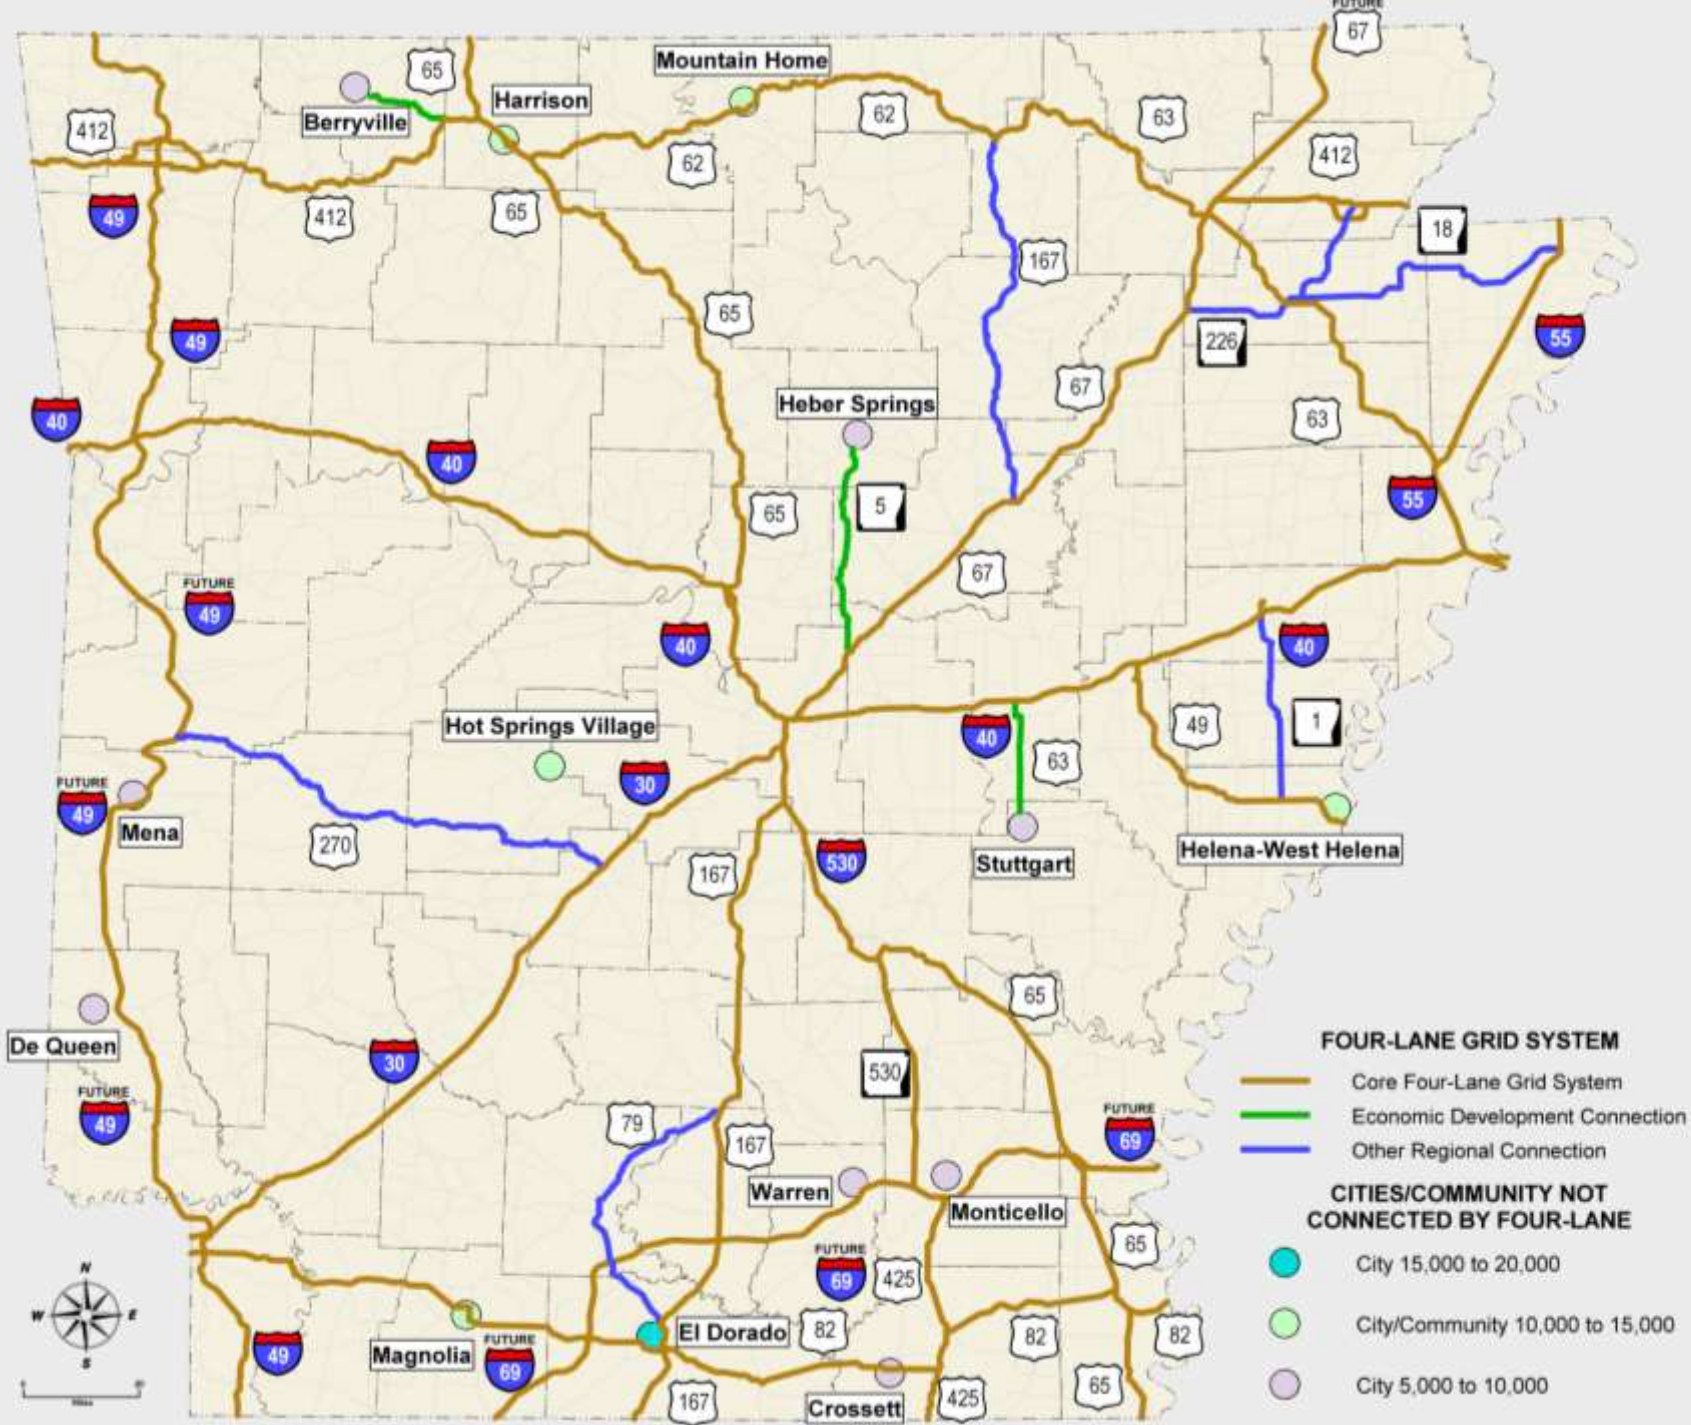 FUTURE
67
Mountain Home
65
Harrison
Berryville
412
62
63
62
412
49
412
65
18
167
65
49
226
55
67
40
Heber Springs
63
40
5
55
65
67
FUTURE
49
40
40
Hot Springs Village
49
1
40
63
30
FUTURE
49
Mena
270
Stuttgart
Helena-West Helena
530
167
65
De Queen
30
530
FUTURE
49
79
167
FUTURE
69
Warren
Monticello
65
FUTURE
69
425
El Dorado
82
82
82
Magnolia
FUTURE
69
49
167
Crossett
425
65
N
W
E
S
FOUR-LANE GRID SYSTEM
Core Four-Lane Grid System
Economic Development Connection
Other Regional Connection
CITIES/COMMUNITY NOT
CONNECTED BY FOUR-LANE
City 15,000 to 20,000
City/Community 10,000 to 15,000
City 5,000 to 10,000